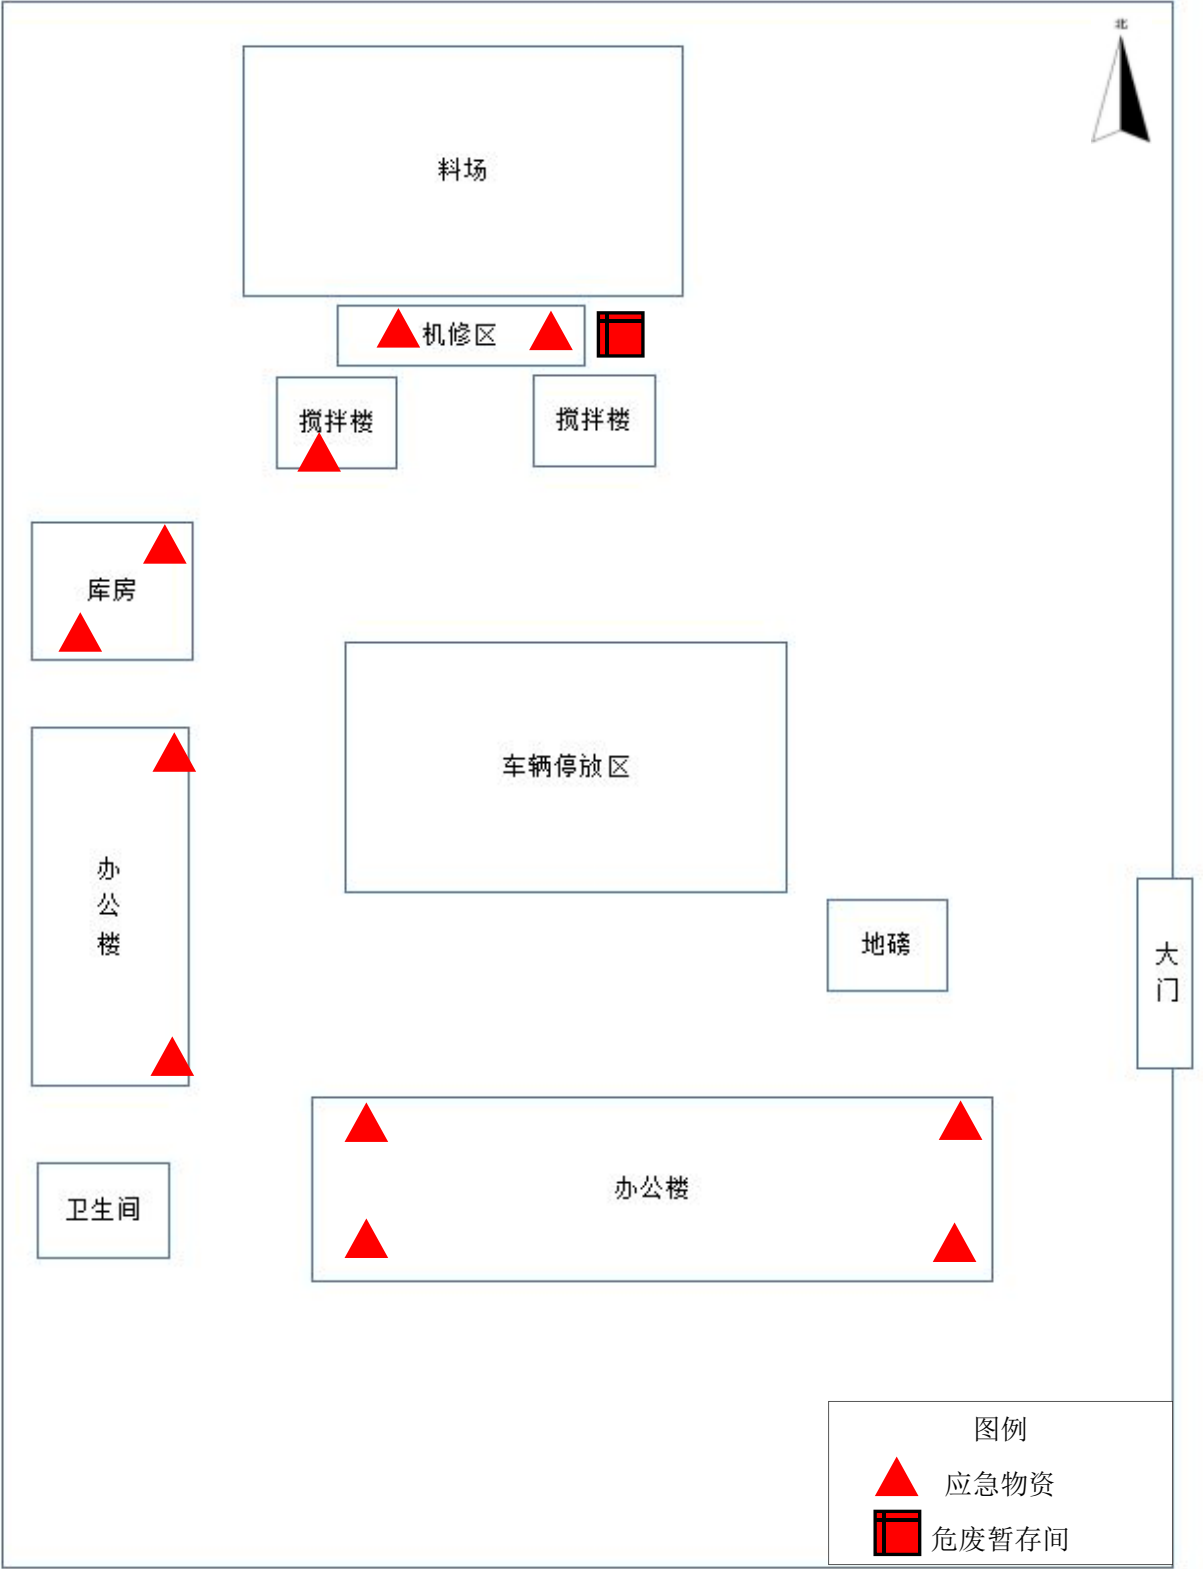 北
料场
机修区
搅拌楼
搅拌楼
库房
车辆停放区
办
公
楼
地磅
大
门
办公楼
卫生间
图例
应急物资
危废暂存间